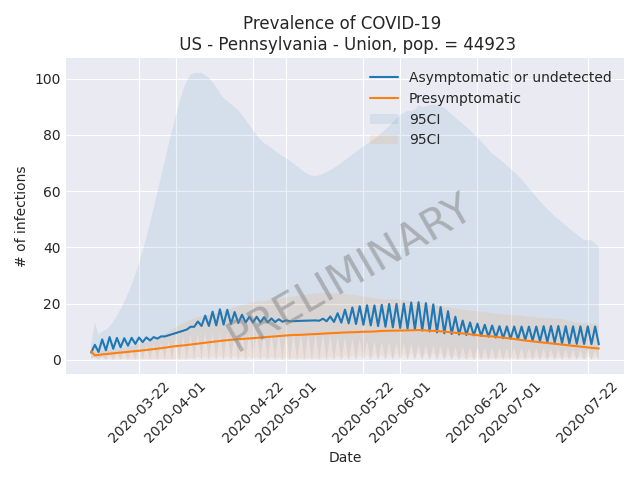 Prevalence of COVID-19
US - Pennsylvania - Union, pop. = 44923
Asymptomatic or undetected
Presymptomatic
95CI
95CI
PRELIMINARY
# of infections
100
80
60
40
20
0
2020-03-22
2020-04-01
2020-04-22
2020-05-01
2020-05-22
2020-06-01
2020-06-22
2020-07-01
2020-07-22
Date